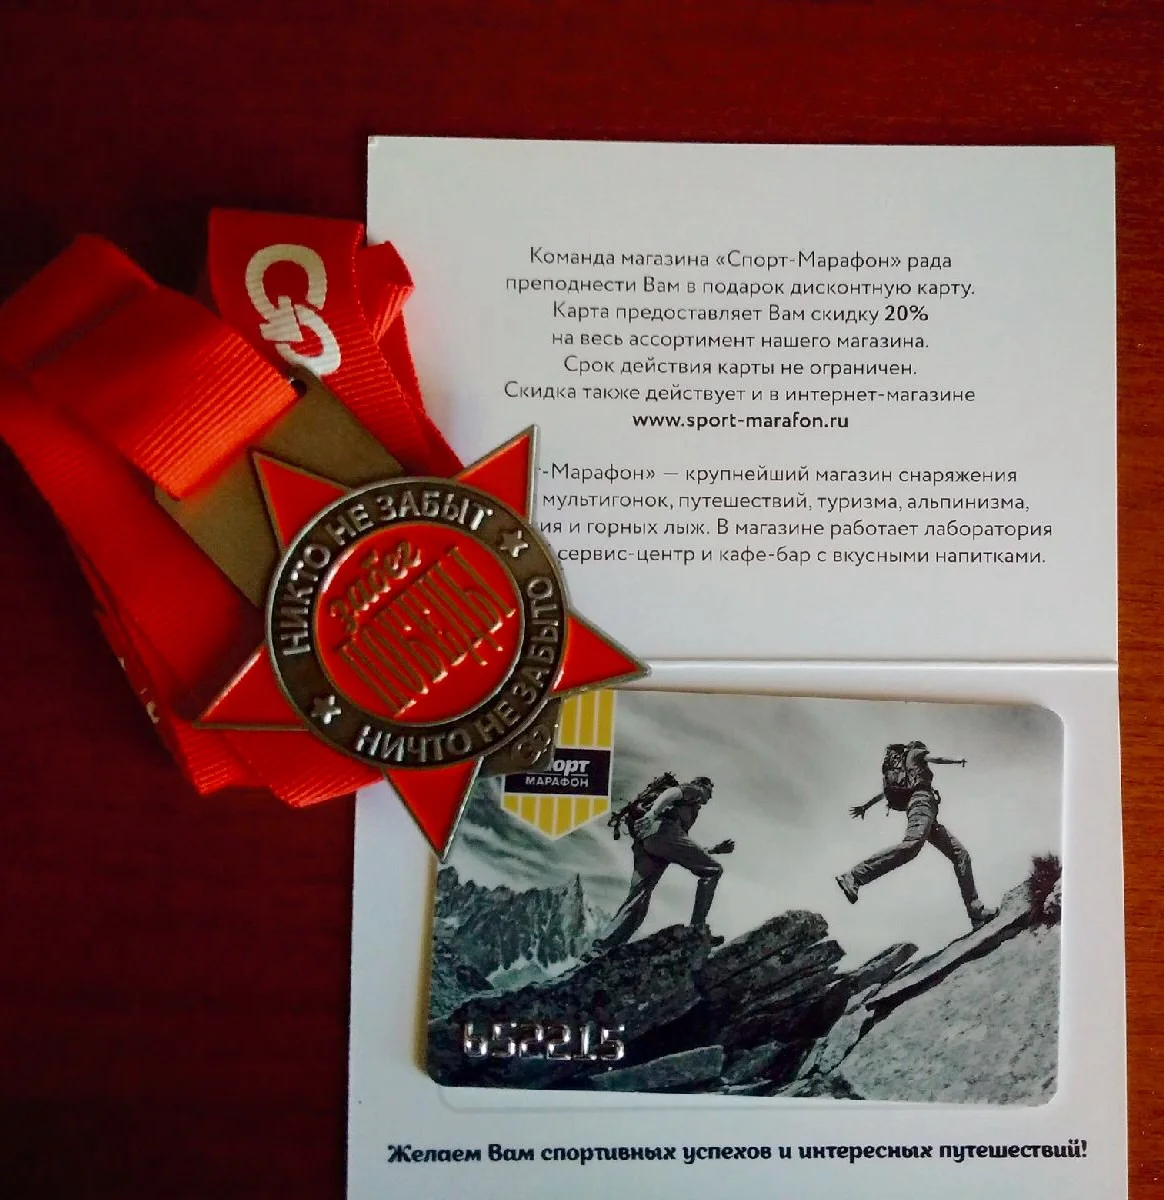 Команда магазина «Спорт-Марафон» рада
преподнести Вам в подарок дисконтную карту.
Карта предоставляет Вам скидку 20%
на весь ассортимент нашего магазина.
Срок действия карты не ограничен.
Скидка также действует и в интернет-магазине
www.sport-marafon.ru
-Марафон» — крупнейший магазин снаряжения
мультигонок, путешествий, туризма, альпинизма,
и горных лыж. В магазине работает лаборатория
сервис-центр и кафе-бар с вкусными напитками.
НИКТО НЕ ЗАБЫТ
НИЧТО НЕ ЗАБЫТО
забег
ПОБЕДЫ
МАРАФОН
652215
Желаем Вам спортивных успехов и интересных путешествий!